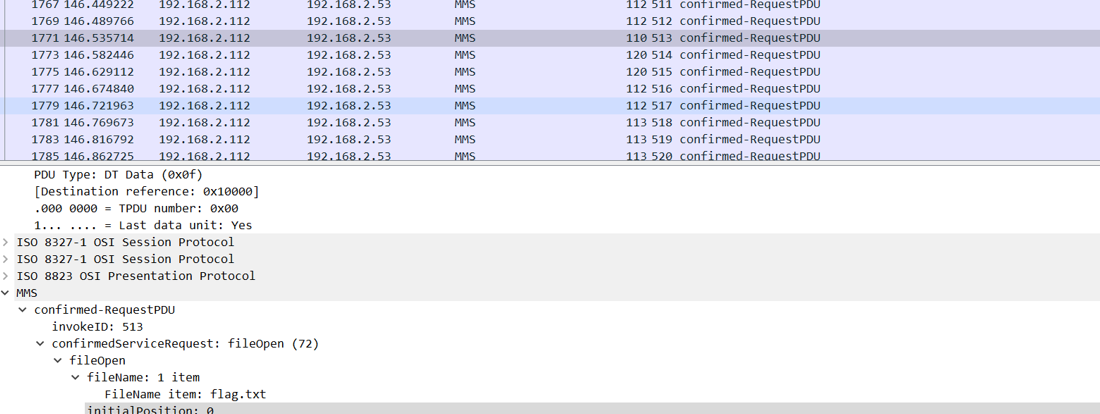 1767 146.449222 192.168.2.112 192.168.2.53 MMS 112 511 confirmed-RequestPDU
1769 146.489766 192.168.2.112 192.168.2.53 MMS 112 512 confirmed-RequestPDU
1771 146.535714 192.168.2.112 192.168.2.53 MMS 110 513 confirmed-RequestPDU
1773 146.582446 192.168.2.112 192.168.2.53 MMS 120 514 confirmed-RequestPDU
1775 146.629112 192.168.2.112 192.168.2.53 MMS 120 515 confirmed-RequestPDU
1777 146.674840 192.168.2.112 192.168.2.53 MMS 112 516 confirmed-RequestPDU
1779 146.721963 192.168.2.112 192.168.2.53 MMS 112 517 confirmed-RequestPDU
1781 146.769673 192.168.2.112 192.168.2.53 MMS 113 518 confirmed-RequestPDU
1783 146.816792 192.168.2.112 192.168.2.53 MMS 113 519 confirmed-RequestPDU
1785 146.862725 192.168.2.112 192.168.2.53 MMS 113 520 confirmed-RequestPDU
PDU Type: DT Data (0x0f)
[Destination reference: 0x10000]
.000 0000 = TPDU number: 0x00
1... .... = Last data unit: Yes
ISO 8327-1 OSI Session Protocol
ISO 8327-1 OSI Session Protocol
ISO 8823 OSI Presentation Protocol
MMS
confirmed-RequestPDU
invokeID: 513
confirmedServiceRequest: fileOpen (72)
fileOpen
fileName: 1 item
FileName item: flag.txt
initialPosition: 0